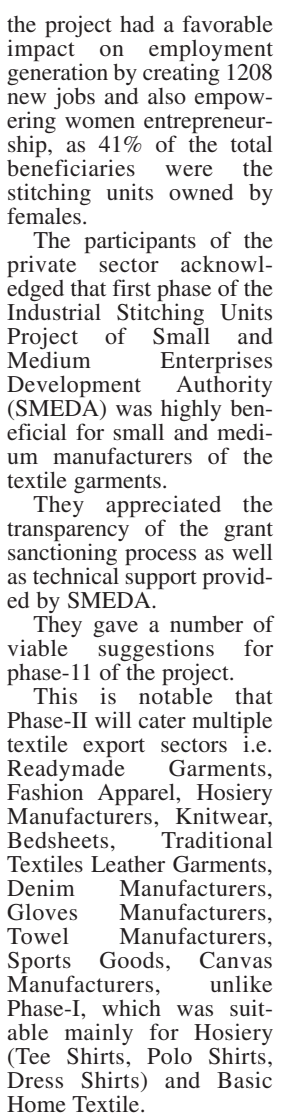 the project had a favorable
impact on employment
generation by creating 1208
new jobs and also empow-
ering women entrepreneur-
ship, as 41% of the total
beneficiaries were the
stitching units owned by
females.
The participants of the
private sector acknowl-
edged that first phase of the
Industrial Stitching Units
Project of Small and
Medium Enterprises
Development Authority
(SMEDA) was highly ben-
eficial for small and medi-
um manufacturers of the
textile garments.
They appreciated the
transparency of the grant
sanctioning process as well
as technical support provid-
ed by SMEDA.
They gave a number of
viable suggestions for
phase-11 of the project.
This is notable that
Phase-II will cater multiple
textile export sectors i.e.
Readymade Garments,
Fashion Apparel, Hosiery
Manufacturers, Knitwear,
Bedsheets, Traditional
Textiles Leather Garments,
Denim Manufacturers,
Gloves Manufacturers,
Towel Manufacturers,
Sports Goods, Canvas
Manufacturers, unlike
Phase-I, which was suit-
able mainly for Hosiery
(Tee Shirts, Polo Shirts,
Dress Shirts) and Basic
Home Textile.